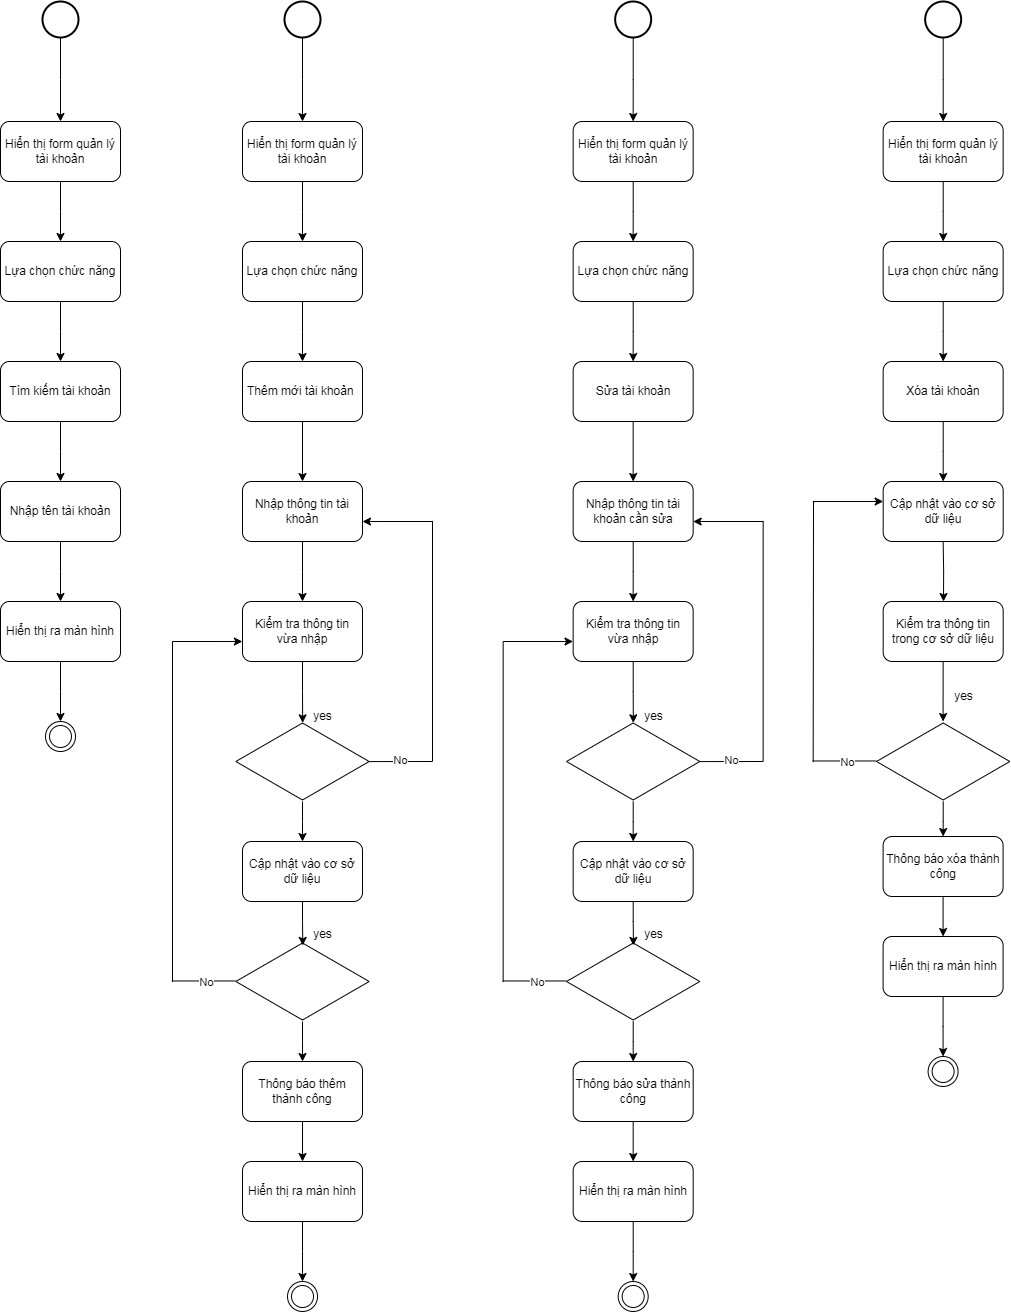 Hiển thị form quản lý
tài khoản
Lựa chọn chức năng
Tìm kiếm tài khoản
Nhập tên tài khoản
Hiển thị ra màn hình
Hiển thị form quản lý
tài khoản
Lựa chọn chức năng
Thêm mới tài khoản
Nhập thông tin tài
khoản
Kiểm tra thông tin
vừa nhập
yes
No
Cập nhật vào cơ sở
dữ liệu
yes
No
Thông báo thêm
thành công
Hiển thị ra màn hình
Hiển thị form quản lý
tài khoản
Lựa chọn chức năng
Sửa tài khoản
Nhập thông tin tài
khoản cần sửa
Kiểm tra thông tin
vừa nhập
yes
No
Cập nhật vào cơ sở
dữ liệu
yes
No
Thông báo sửa thành
công
Hiển thị ra màn hình
Hiển thị form quản lý
tài khoản
Lựa chọn chức năng
Xóa tài khoản
Cập nhật vào cơ sở
dữ liệu
Kiểm tra thông tin
trong cơ sở dữ liệu
yes
No
Thông báo xóa thành
công
Hiển thị ra màn hình